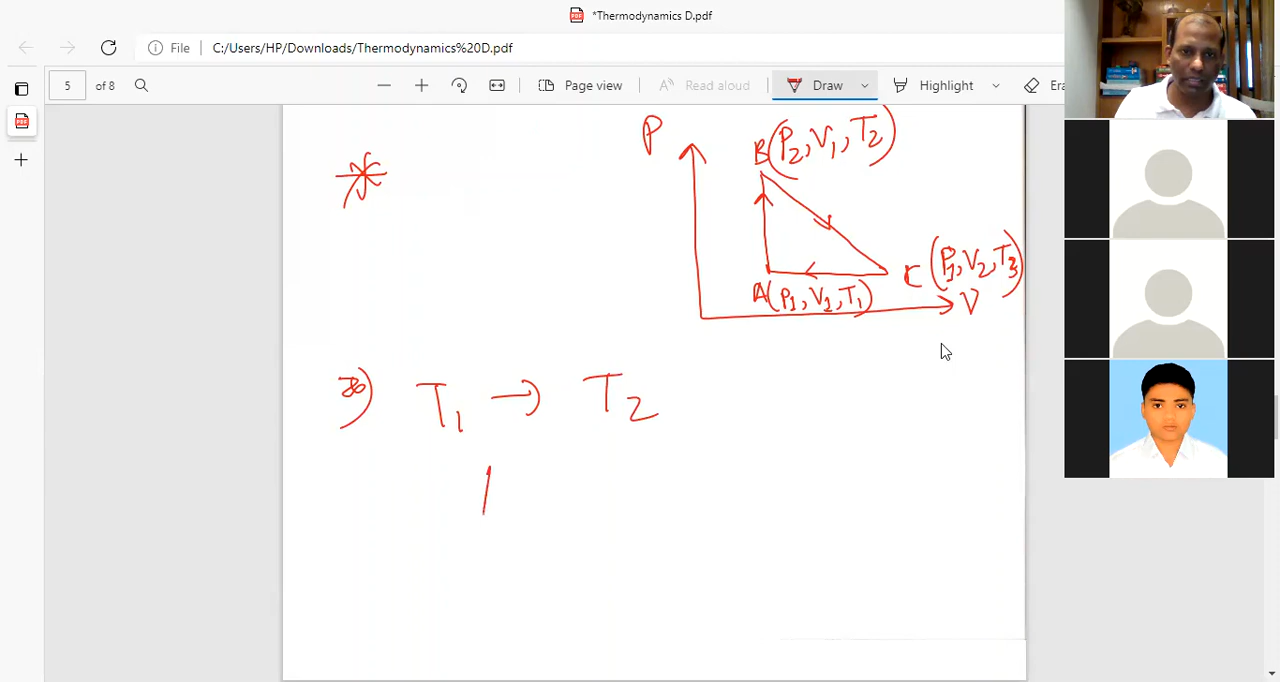 *Thermodynamics D.pdf
File C:/Users/HP/Downloads/Thermodynamics%20D.pdf
5 of 8 Page view Read aloud Draw Highlight Era
P
B(P2, V1, T2)
C(P1, V2, T3)
A(P1, V1, T1)
V
T1 → T2